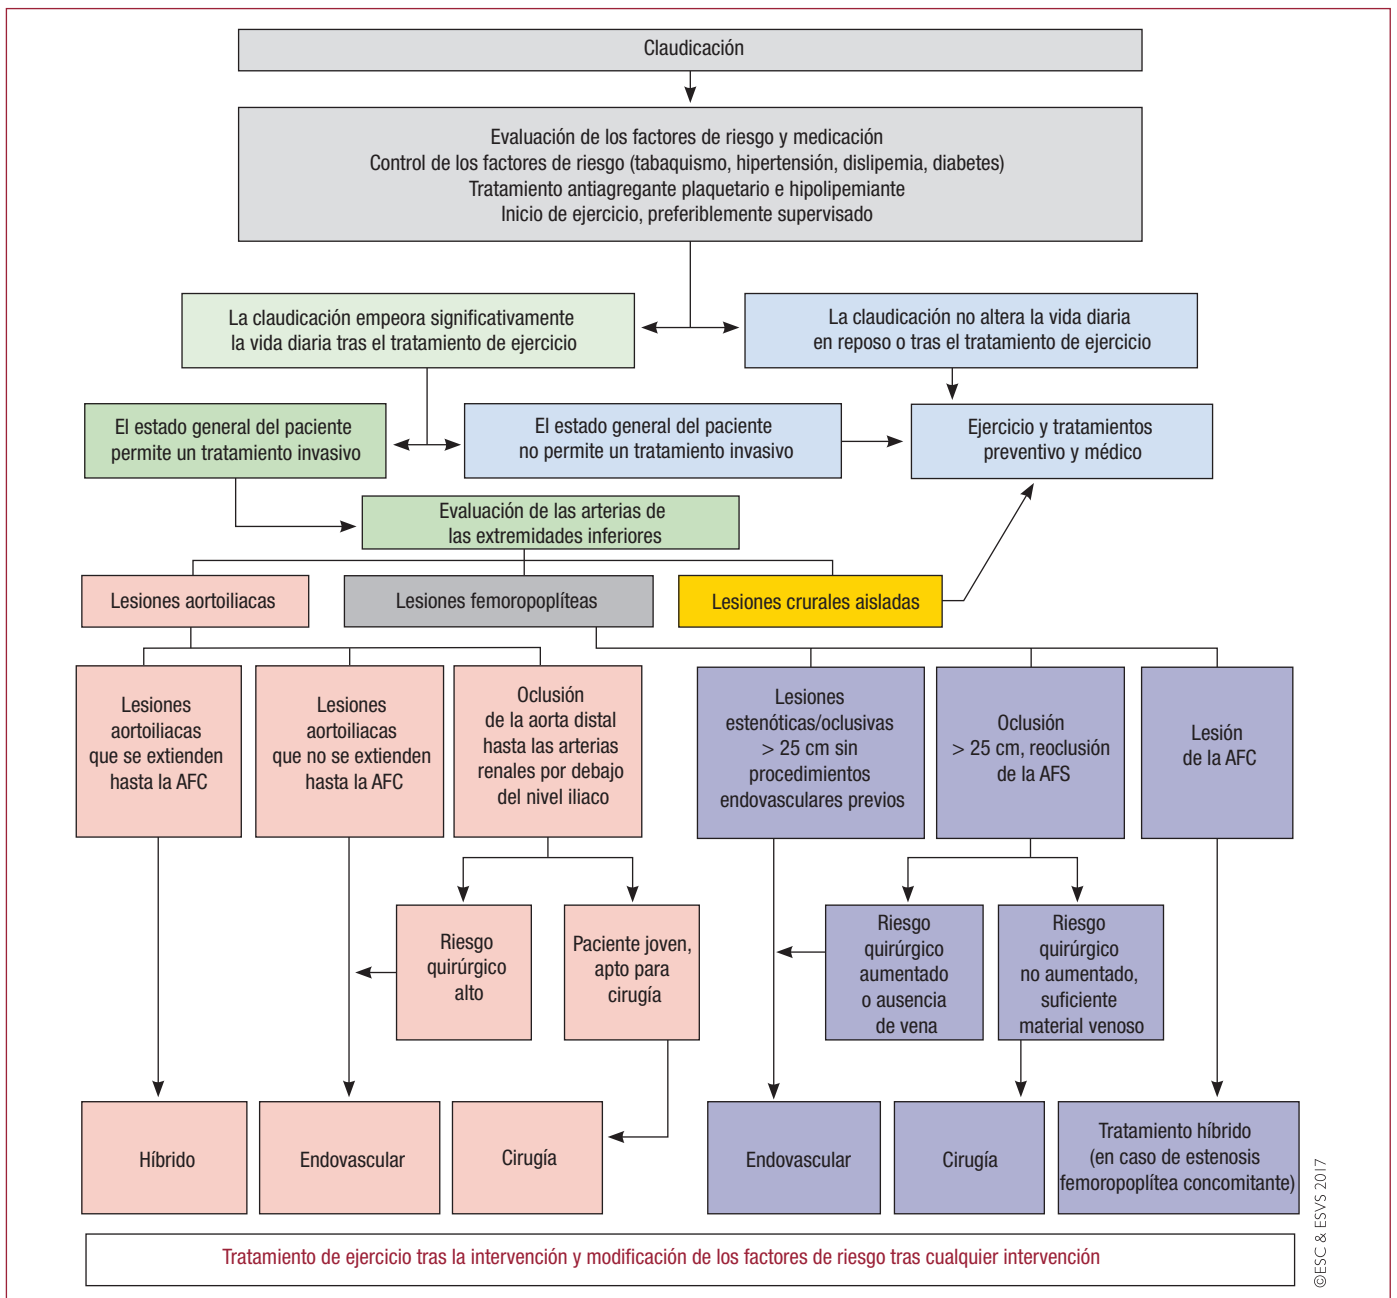 Claudicación
Evaluación de los factores de riesgo y medicación
Control de los factores de riesgo (tabaquismo, hipertensión, dislipemia, diabetes)
Tratamiento antiagregante plaquetario e hipolipemiante
Inicio de ejercicio, preferiblemente supervisado
La claudicación empeora significativamente
la vida diaria tras el tratamiento de ejercicio
La claudicación no altera la vida diaria
en reposo o tras el tratamiento de ejercicio
El estado general del paciente
permite un tratamiento invasivo
El estado general del paciente
no permite un tratamiento invasivo
Ejercicio y tratamientos
preventivo y médico
Evaluación de las arterias de
las extremidades inferiores
Lesiones aortoiliacas
Lesiones femoropoplíteas
Lesiones crurales aisladas
Lesiones
aortoiliacas
que se extienden
hasta la AFC
Lesiones
aortoiliacas
que no se extienden
hasta la AFC
Oclusión
de la aorta distal
hasta las arterias
renales por debajo
del nivel iliaco
Lesiones
estenóticas/oclusivas
> 25 cm sin
procedimientos
endovasculares previos
Oclusión
> 25 cm, reoclusión
de la AFS
Lesión
de la AFC
Riesgo
quirúrgico
alto
Paciente joven,
apto para
cirugía
Riesgo
quirúrgico
aumentado
o ausencia
de vena
Riesgo
quirúrgico
no aumentado,
suficiente
material venoso
Híbrido
Endovascular
Cirugía
Endovascular
Cirugía
Tratamiento híbrido
(en caso de estenosis
femoropoplítea concomitante)
Tratamiento de ejercicio tras la intervención y modificación de los factores de riesgo tras cualquier intervención
©ESC & ESVS 2017